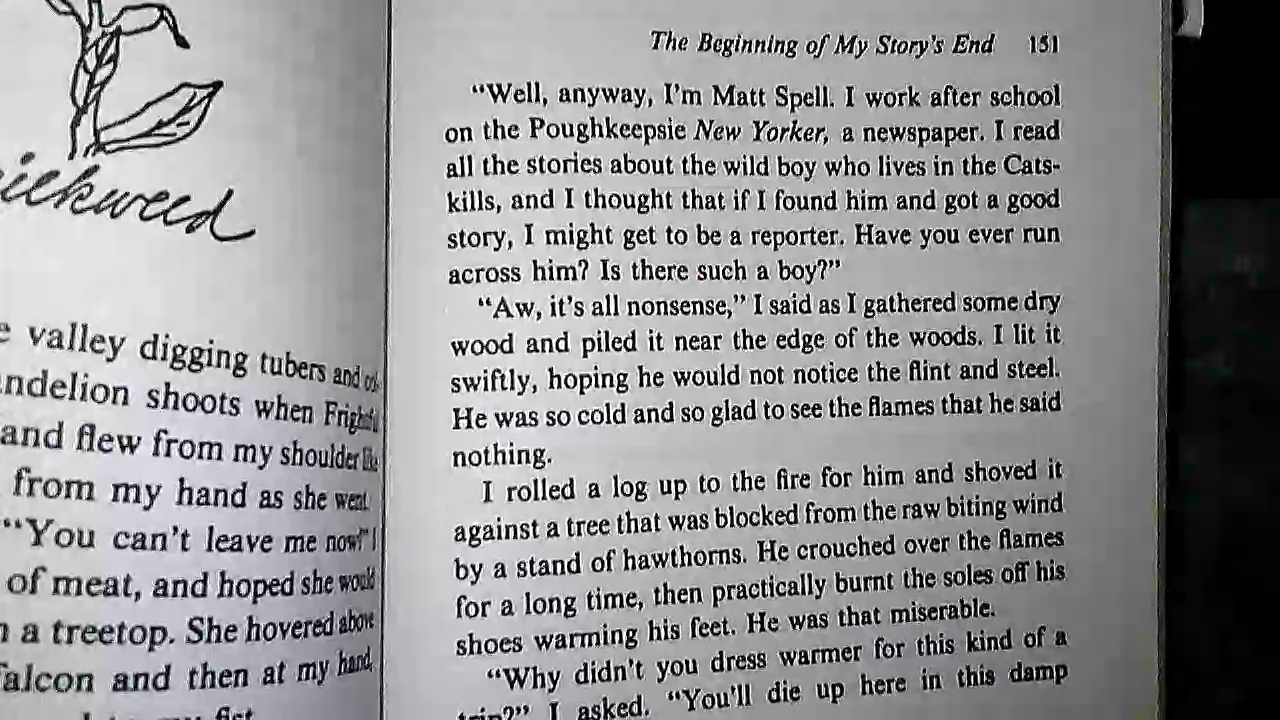 valley digging tubers and
shoots when
and flew from my shoulder
from my hand as she went
“You can't leave me now!” I
of meat, and hoped she would
a treetop. She hovered above
and then at my hand,
my fist
The Beginning of My Story's End 151
“Well, anyway, I'm Matt Spell. I work after school
on the Poughkeepsie New Yorker, a newspaper. I read
all the stories about the wild boy who lives in the Cats-
kills, and I thought that if I found him and got a good
story, I might get to be a reporter. Have you ever run
across him? Is there such a boy?”
“Aw, it's all nonsense,” I said as I gathered some dry
wood and piled it near the edge of the woods. I lit it
swiftly, hoping he would not notice the flint and steel.
He was so cold and so glad to see the flames that he said
nothing.
I rolled a log up to the fire for him and shoved it
against a tree that was blocked from the raw biting wind
by a stand of hawthorns. He crouched over the flames
for a long time, then practically burnt the soles off his
shoes warming his feet. He was that miserable.
“Why didn't you dress warmer for this kind of a
trip?” I asked. “You'll die up here in this damp